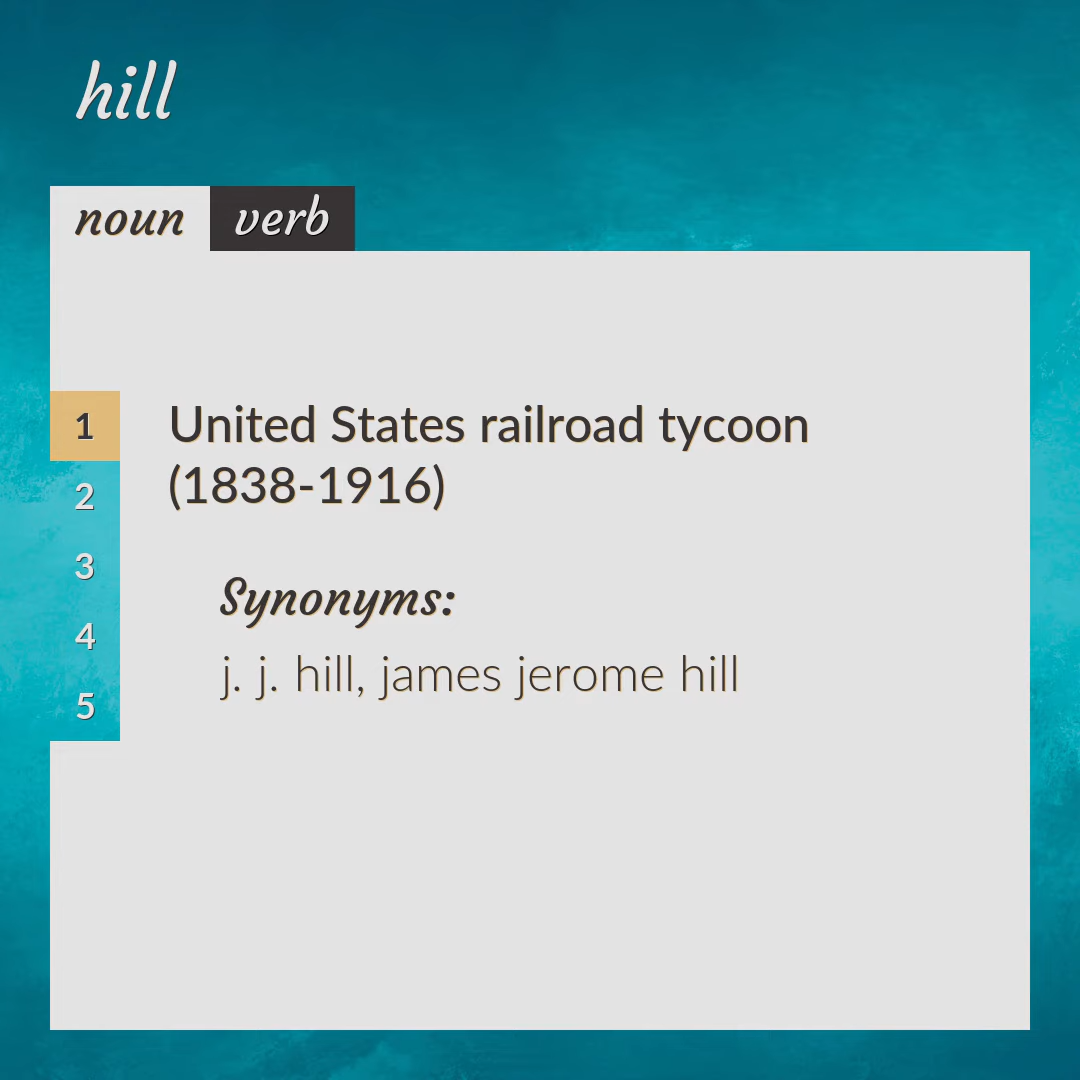 hill
noun verb
1 United States railroad tycoon
(1838-1916)
2
3
4
5
Synonyms:
j. j. hill, james jerome hill